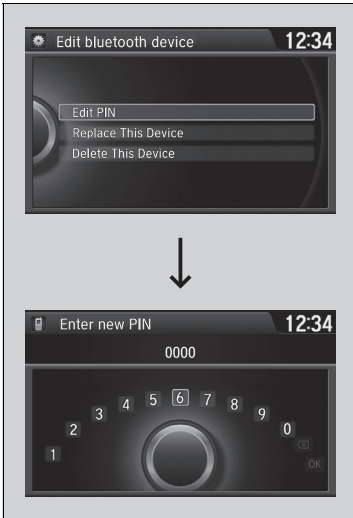 Edit bluetooth device 12:34
Edit PIN
Replace This Device
Delete This Device
Enter new PIN 12:34
0000
1 2 3 4 5 6 7 8 9 0
OK